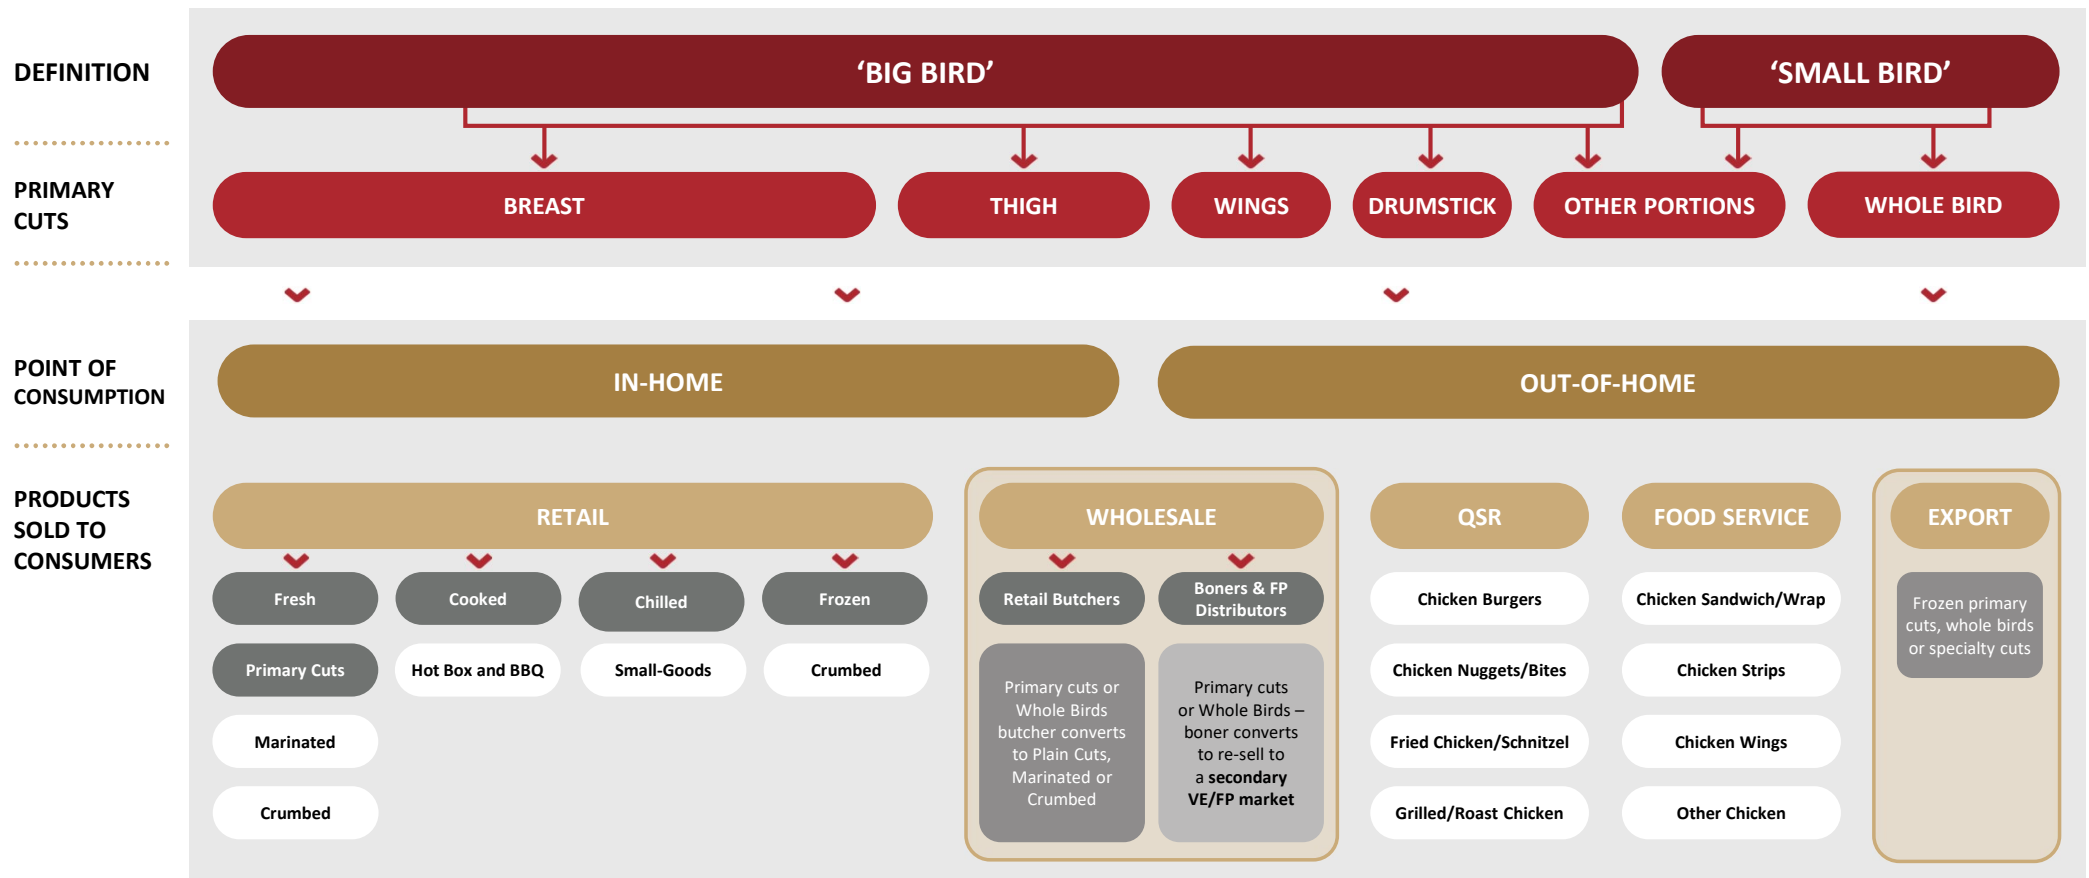 DEFINITION
‘BIG BIRD’
‘SMALL BIRD’
PRIMARY
CUTS
BREAST
THIGH
WINGS
DRUMSTICK
OTHER PORTIONS
WHOLE BIRD
POINT OF
CONSUMPTION
IN-HOME
OUT-OF-HOME
PRODUCTS
SOLD TO
CONSUMERS
RETAIL
Fresh
Primary Cuts
Marinated
Crumbed
Cooked
Hot Box and BBQ
Chilled
Small-Goods
Frozen
Crumbed
WHOLESALE
Retail Butchers
Primary cuts or
Whole Birds
butcher converts
to Plain Cuts,
Marinated or
Crumbed
Boners & FP
Distributors
Primary cuts
or Whole Birds –
boner converts
to re-sell to
a secondary
VE/FP market
QSR
Chicken Burgers
Chicken Nuggets/Bites
Fried Chicken/Schnitzel
Grilled/Roast Chicken
FOOD SERVICE
Chicken Sandwich/Wrap
Chicken Strips
Chicken Wings
Other Chicken
EXPORT
Frozen primary
cuts, whole birds
or specialty cuts